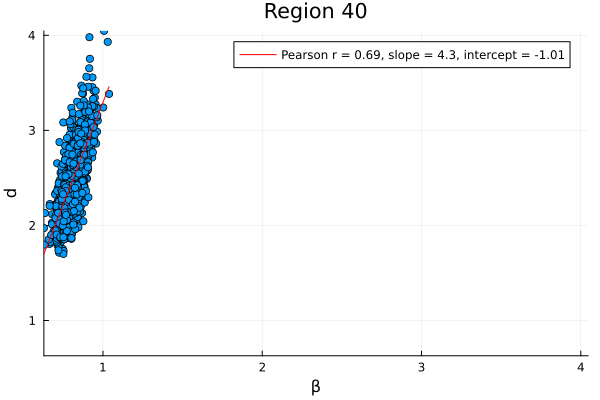 Region 40
Pearson r = 0.69, slope = 4.3, intercept = -1.01
4
3
2
1
d
1 2 3 4
β